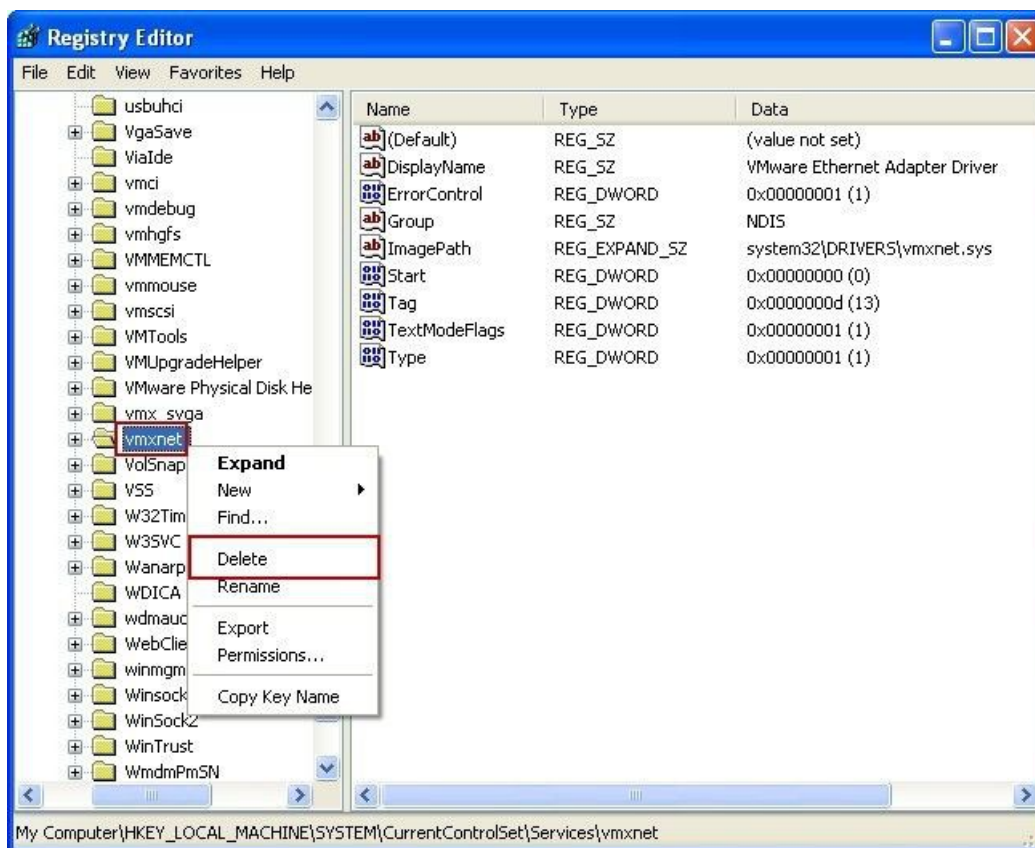 Registry Editor
File Edit View Favorites Help
usbuhci
VgaSave
ViaIde
vmci
vmdebug
vmhgfs
VMMEMCTL
vmmouse
vmscsi
VMTools
VMUpgradeHelper
VMware Physical Disk He
vmx_svga
vmxnet
VolSnap
VSS
W32Tim
W3SVC
Wanarp
WDICA
wdmauc
WebClie
winmgm
Winsock
WinSock2
WinTrust
WmdmPmSN
Expand
New
Find...
Delete
Rename
Export
Permissions...
Copy Key Name
Name Type Data
(Default) REG_SZ (value not set)
DisplayName REG_SZ VMware Ethernet Adapter Driver
ErrorControl REG_DWORD 0x00000001 (1)
Group REG_SZ NDIS
ImagePath REG_EXPAND_SZ system32\DRIVERS\vmxnet.sys
Start REG_DWORD 0x00000000 (0)
Tag REG_DWORD 0x0000000d (13)
TextModeFlags REG_DWORD 0x00000001 (1)
Type REG_DWORD 0x00000001 (1)
My Computer\HKEY_LOCAL_MACHINE\SYSTEM\CurrentControlSet\Services\vmxnet